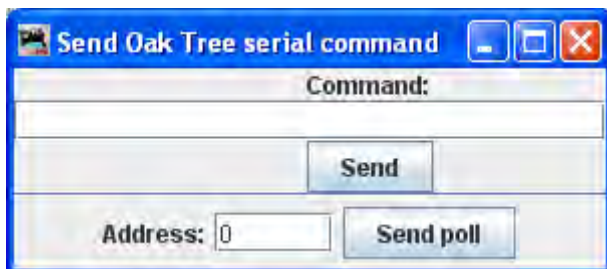 Send Oak Tree serial command
Command:
Send
Address: 0 Send poll